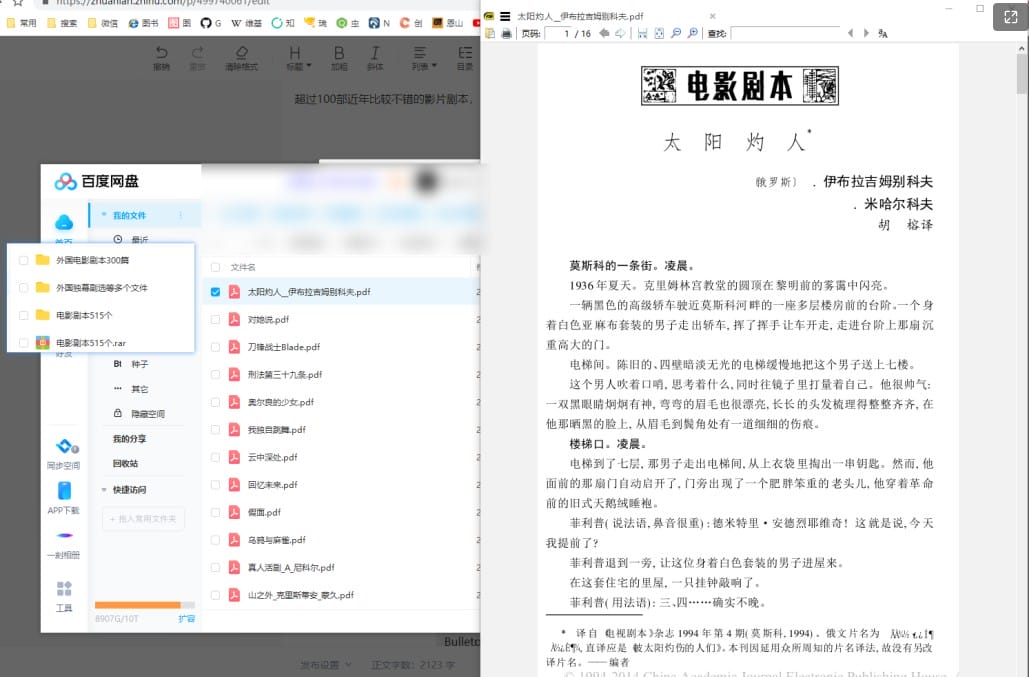 https://zhuanlan.zhihu.com/p/499740061/edit
常用 搜索 微信 图书 图 G W 维基 知 瑞 虫 N 创 恩山
撤销 重做 清除格式 标题 加粗 斜体 列表 目录
超过100部近年比较不错的影片剧本，
百度网盘
首页
我的文件
最近
外国电影剧本300篇
外国独幕剧选等多个文件
电影剧本515个
电影剧本515个.rar
好友
Bt 种子
其它
隐藏空间
我的分享
回收站
快捷访问
+ 拖入常用文件夹
同步空间
APP下载
一刻相册
工具
8907G/10T 扩容
文件名
太阳灼人__伊布拉吉姆别科夫.pdf
对她说.pdf
刀锋战士Blade.pdf
刑法第三十九条.pdf
奥尔良的少女.pdf
我独自跳舞.pdf
云中深处.pdf
回忆未来.pdf
假面.pdf
乌鸦与麻雀.pdf
真人活剧_A_尼科尔.pdf
山之外_克里斯蒂安_蒙久.pdf
发布设置 正文字数：2123 字
太阳灼人__伊布拉吉姆别科夫.pdf
页码: 1 / 16 查找:
电影剧本
太 阳 灼 人*
〔俄罗斯〕 . 伊布拉吉姆别科夫
. 米哈尔科夫
胡 榕译
莫斯科的一条街。凌晨。
1936 年夏天。克里姆林宫教堂的圆顶在黎明前的雾霭中闪亮。
一辆黑色的高级轿车驶近莫斯科河畔的一座多层楼房前的台阶。一个身
着白色亚麻布套装的男子走出轿车, 挥了挥手让车开走, 走进台阶上那扇沉
重高大的门。
电梯间。陈旧的、四壁暗淡无光的电梯缓慢地把这个男子送上七楼。
这个男人吹着口哨, 思考着什么, 同时往镜子里打量着自己。他很帅气:
一双黑眼睛炯炯有神, 弯弯的眉毛也很漂亮, 长长的头发梳理得整整齐齐, 在
他那晒黑的脸上, 从眉毛到鬓角处有一道细细的伤痕。
楼梯口。凌晨。
电梯到了七层, 那男子走出电梯间, 从上衣袋里掏出一串钥匙。然而, 他
面前的那扇门自动启开了, 门旁出现了一个肥胖笨重的老头儿, 他穿着革命
前的旧式天鹅绒睡袍。
菲利普( 说法语, 鼻音很重) : 德米特里·安德烈耶维奇! 这就是说, 今天
我提前了?
菲利普退到一旁, 让这位身着白色套装的男子进屋来。
在这套住宅的里屋, 一只挂钟敲响了。
菲利普( 用法语) : 三、四……确实不晚。
* 译自《电视剧本》杂志 1994 年第 4 期( 莫斯科, 1994) 。俄文片名为
, 直译应是《被太阳灼伤的人们》。本刊因延用众所周知的片名译法, 故没有另改
译片名。——编者
© 1994-2014 China Academic Journal Electronic Publishing House